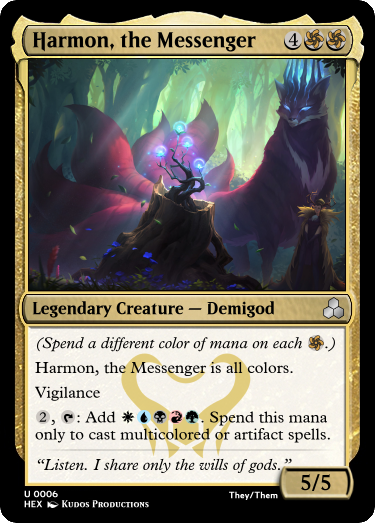 Harmon, the Messenger 4
Legendary Creature — Demigod
(Spend a different color of mana on each .)
Harmon, the Messenger is all colors.
Vigilance
2, : Add . Spend this mana
only to cast multicolored or artifact spells.
“Listen. I share only the wills of gods.”
5/5
U 0006 They/Them
HEX Kudos Productions